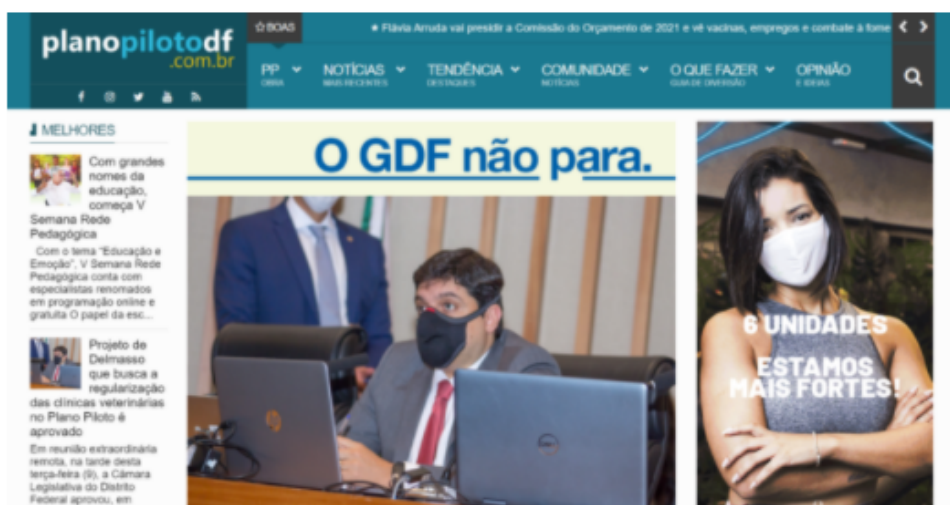 planopilotodf
.com.br
BOAS
Flávia Arruda vai presidir a Comissão do Orçamento de 2021 e vê vacinas, empregos e combate à fome
PP
OBRA
NOTÍCIAS
MAIS RECENTES
TENDÊNCIA
DESTAQUES
COMUNIDADE
NOTÍCIAS
O QUE FAZER
GUIA DE DIVERSÃO
OPINIÃO
E IDEIAS
MELHORES
Com grandes
nomes da
educação,
começa V
Semana Rede
Pedagógica
Com o tema "Educação e
Emoção", V Semana Rede
Pedagógica conta com
especialistas renomados
em programação online e
gratuita O papel da esc...
Projeto de
Delmasso
que busca a
regularização
das clínicas veterinárias
no Plano Piloto é
aprovado
Em reunião extraordinária
remota, na tarde desta
terça-feira (9), a Câmara
Legislativa do Distrito
Federal aprovou, em
O GDF não para.
hp
DELL
6 UNIDADES
ESTAMOS
MAIS FORTES!